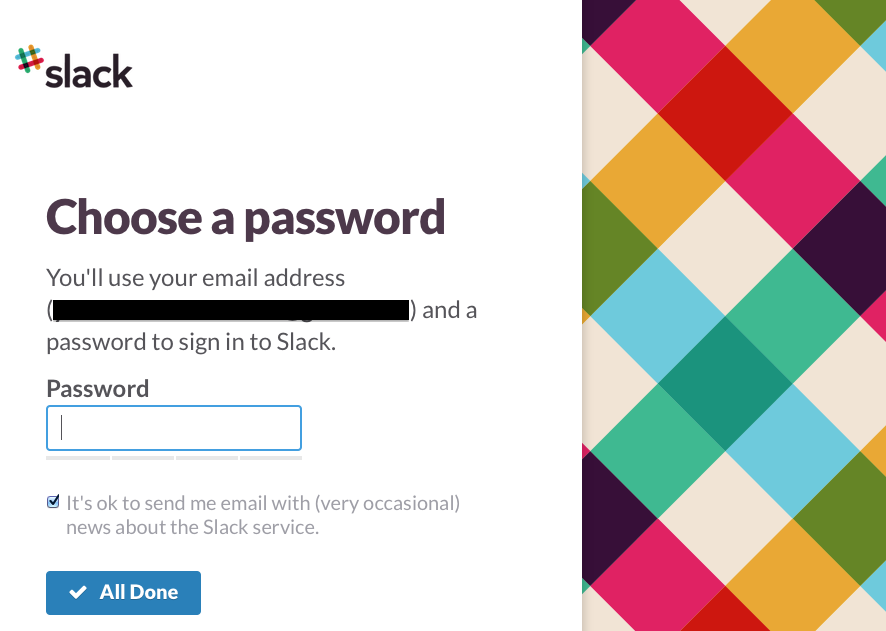 slack
Choose a password
You'll use your email address
( ) and a
password to sign in to Slack.
Password
It's ok to send me email with (very occasional)
news about the Slack service.
All Done